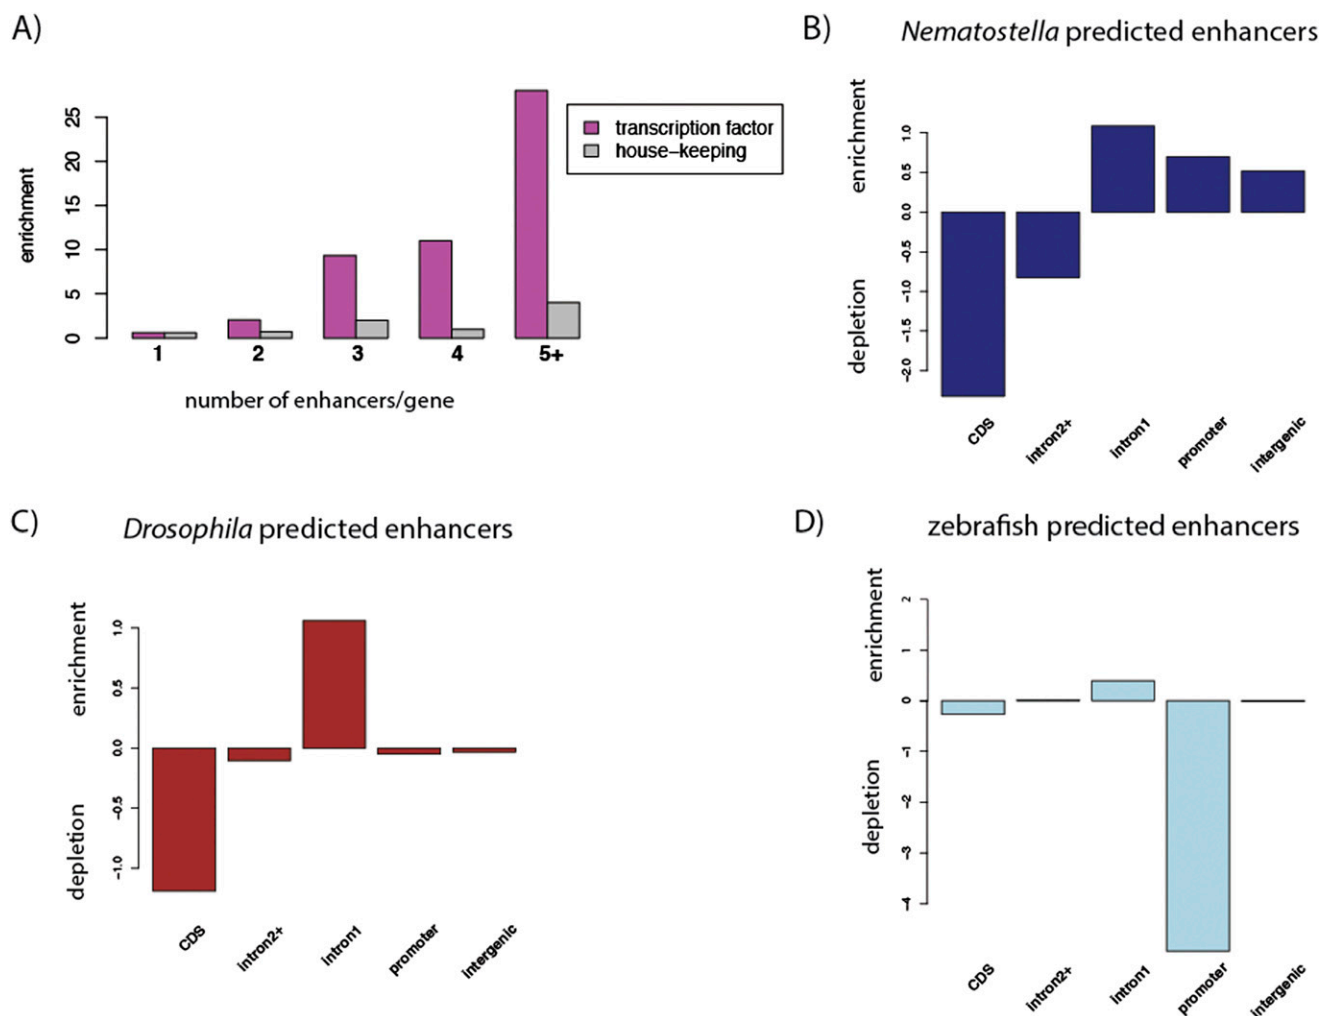 A)
enrichment
25
20
15
10
5
0
transcription factor
house-keeping
1 2 3 4 5+
number of enhancers/gene
B)
Nematostella predicted enhancers
enrichment
depletion
1.0
0.5
0.0
-0.5
-1.0
-1.5
-2.0
CDS intron2+ intron1 promoter intergenic
C)
Drosophila predicted enhancers
enrichment
depletion
1.0
0.5
0.0
-0.5
-1.0
CDS intron2+ intron1 promoter intergenic
D)
zebrafish predicted enhancers
enrichment
depletion
2
1
0
-1
-2
-3
-4
CDS intron2+ intron1 promoter intergenic